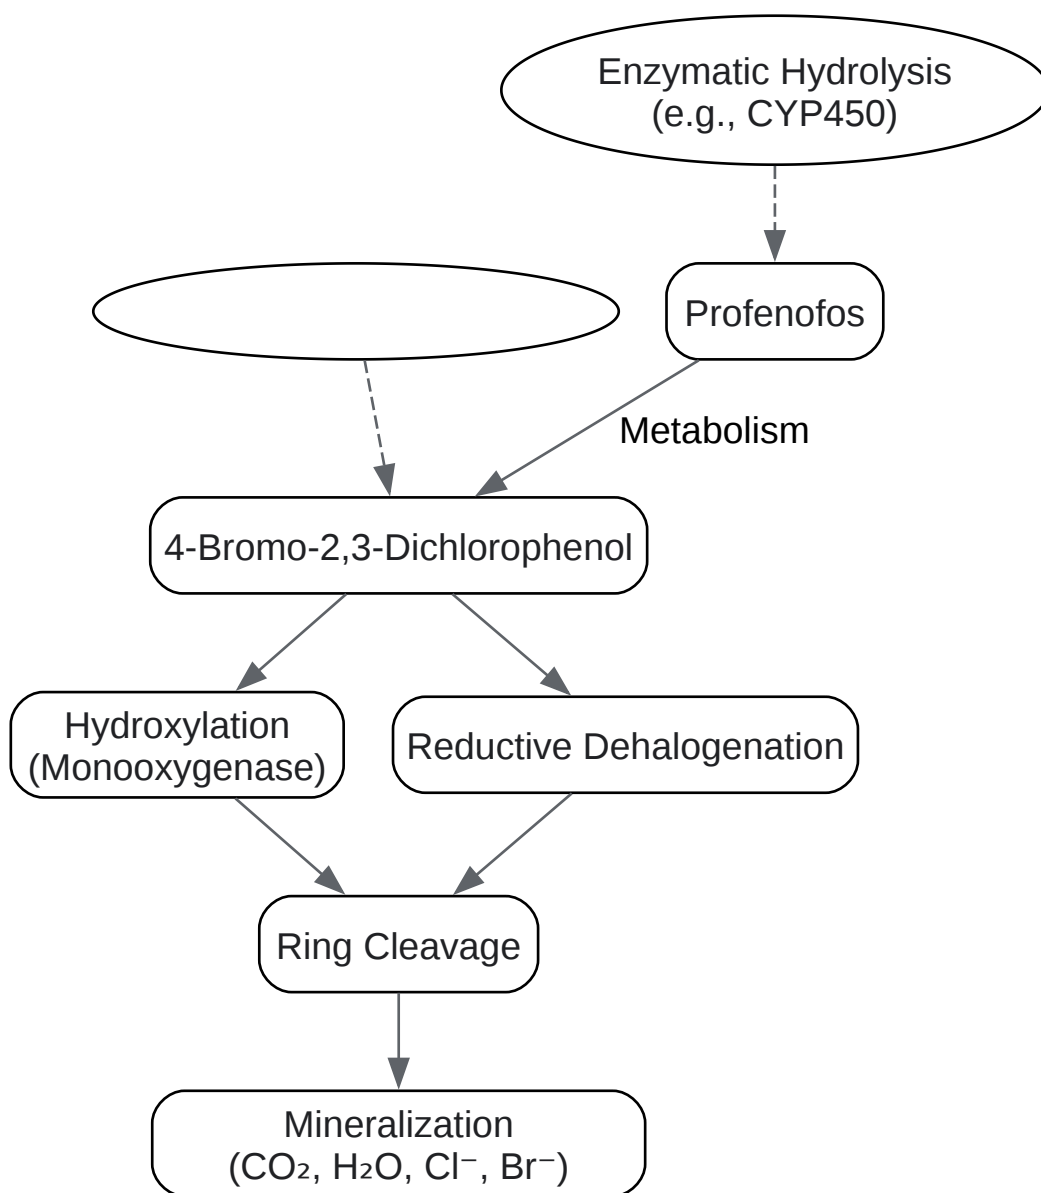 Enzymatic Hydrolysis
(e.g., CYP450)
Profenofos
Metabolism
4-Bromo-2,3-Dichlorophenol
Hydroxylation
(Monooxygenase)
Reductive Dehalogenation
Ring Cleavage
Mineralization
(CO₂, H₂O, Cl⁻, Br⁻)